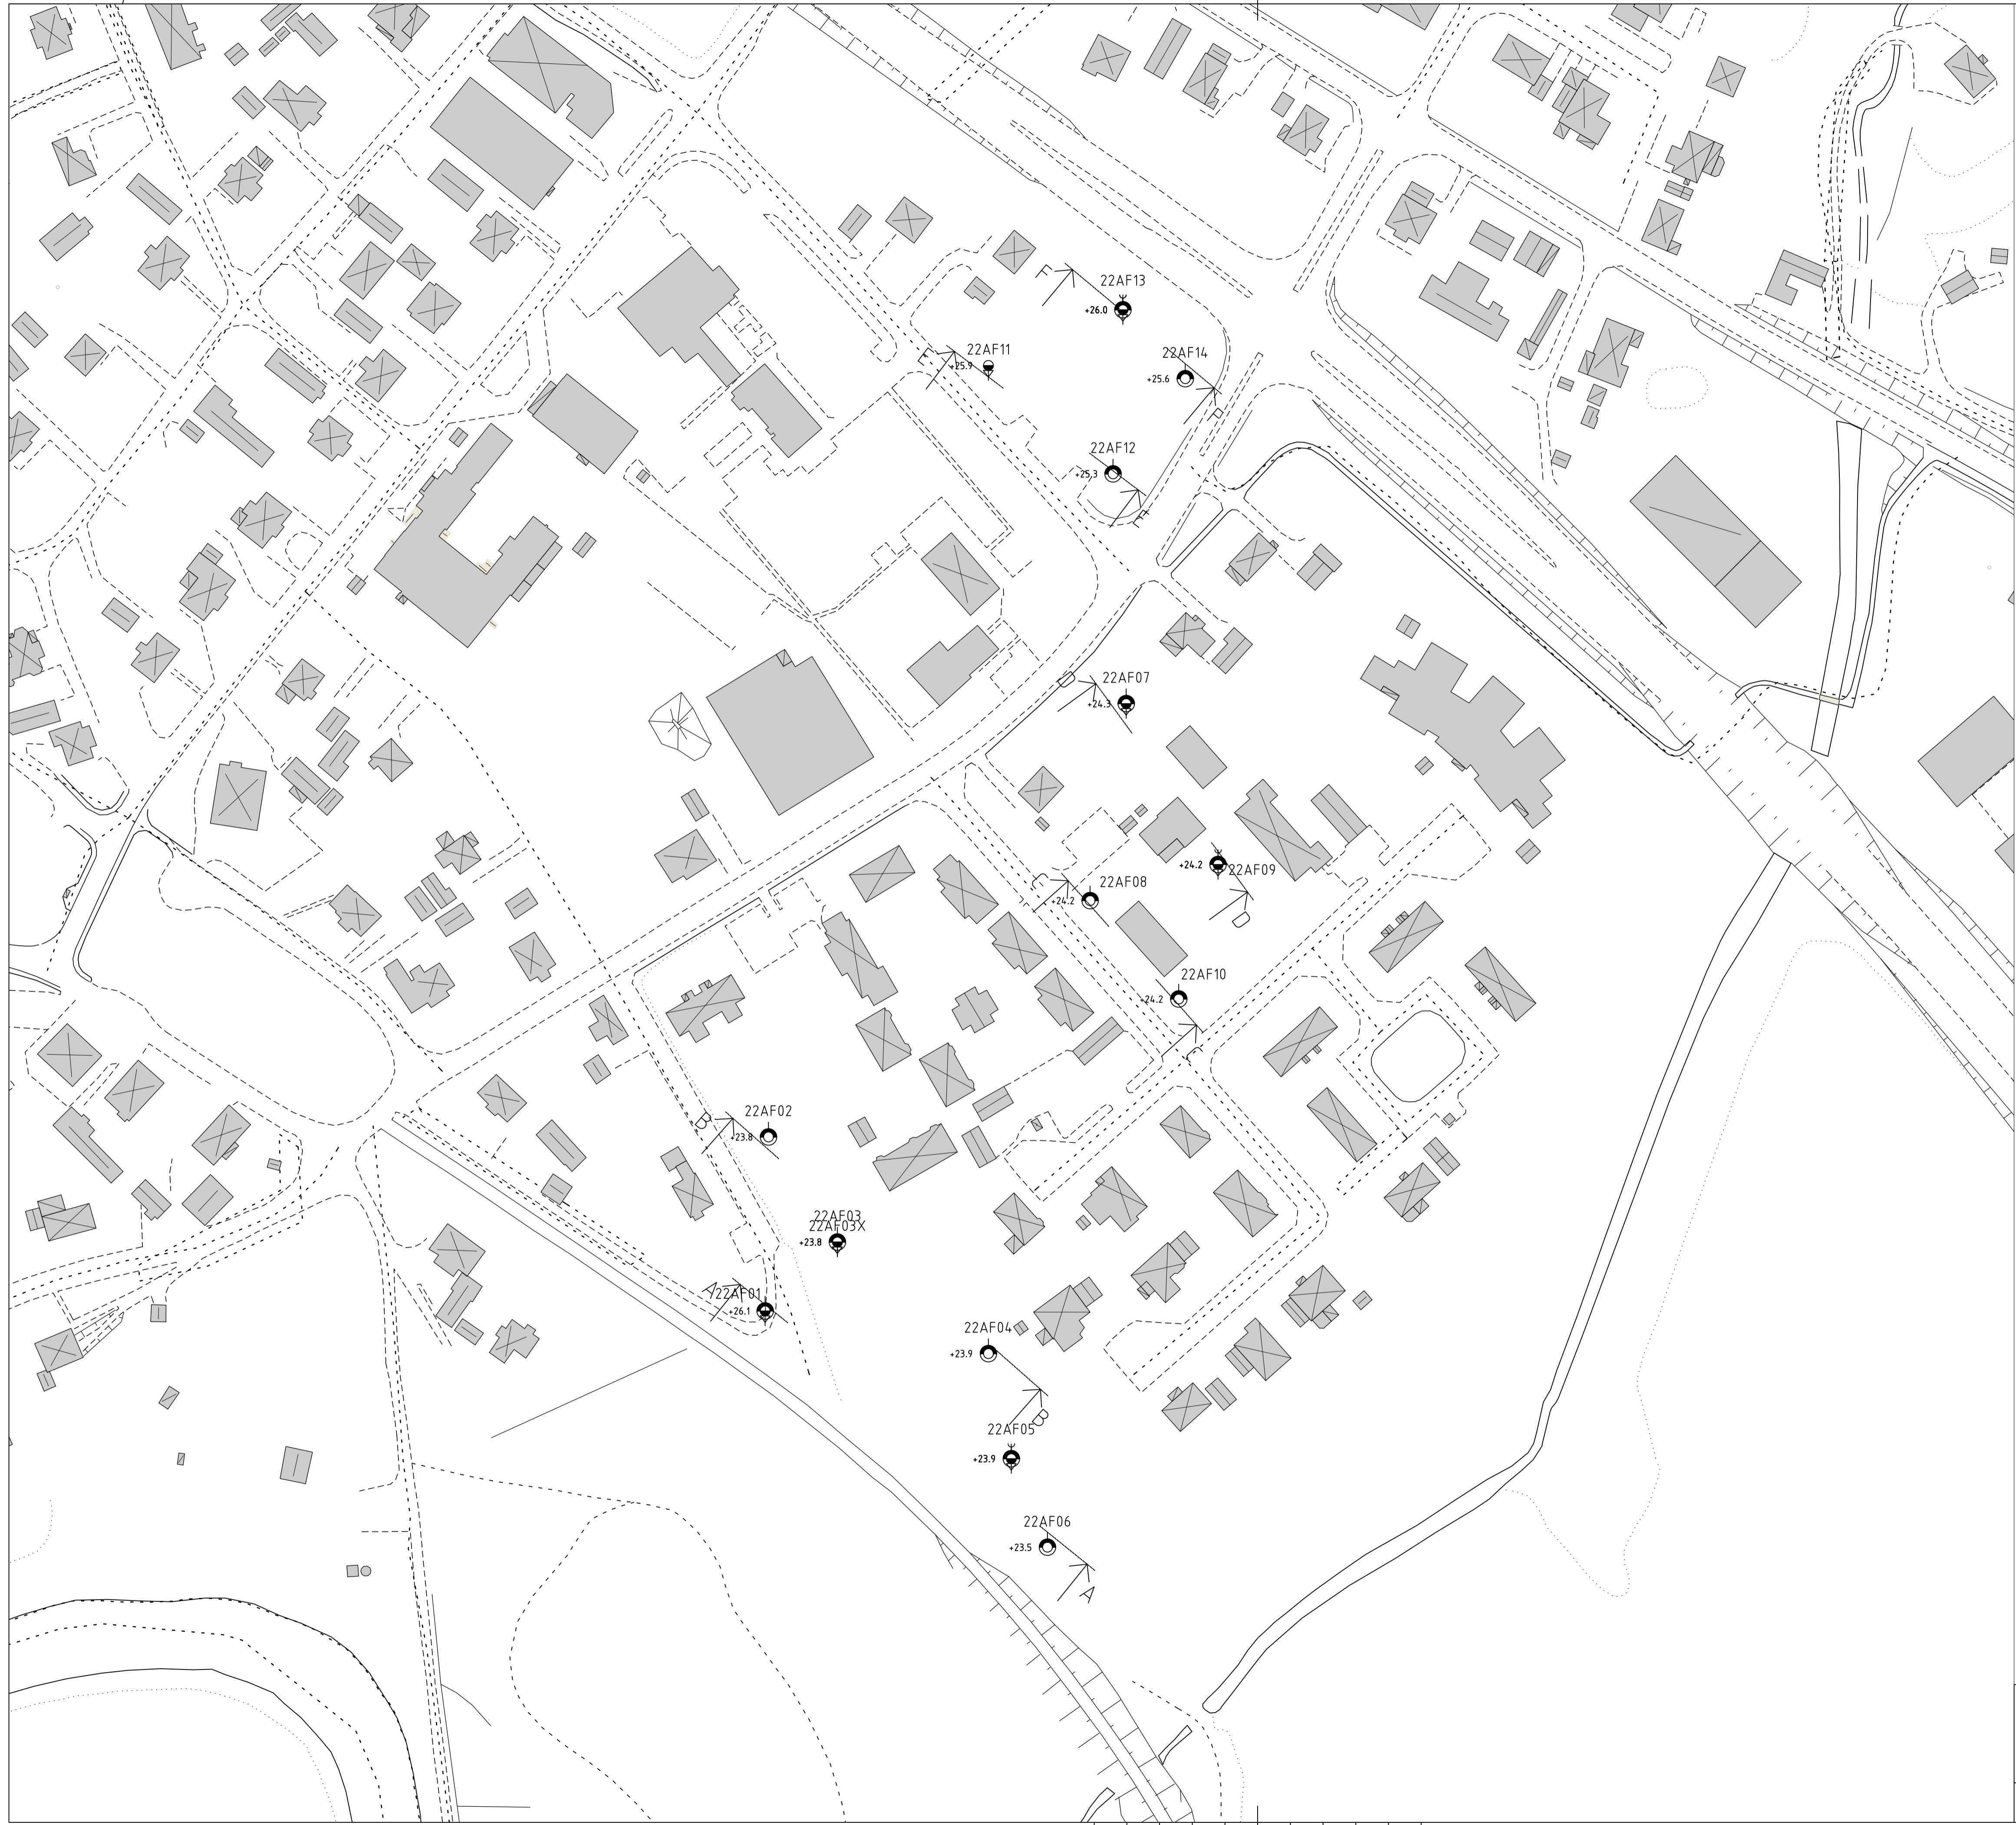 F
22AF13
+26.0
E
22AF11
+25.9
22AF14
+25.6
F
22AF12
+25.3
E
D
22AF07
+24.3
+24.2
22AF09
C
22AF08
+24.2
D
22AF10
+24.2
C
B
22AF02
+23.8
22AF03
22AF03X
+23.8
A
22AF01
+26.1
22AF04
+23.9
B
22AF05
+23.9
22AF06
+23.5
A